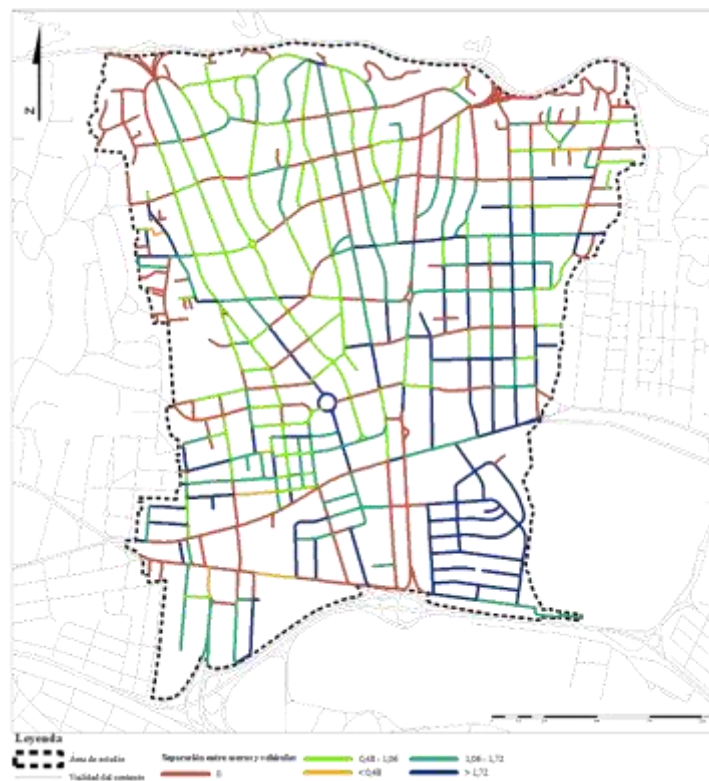 N
Leyenda
Área de estudio
Vialidad del contexto
Separación entre aceras y vehículos
0
0,48 - 1,06
< 0,48
1,06 - 1,72
> 1,72